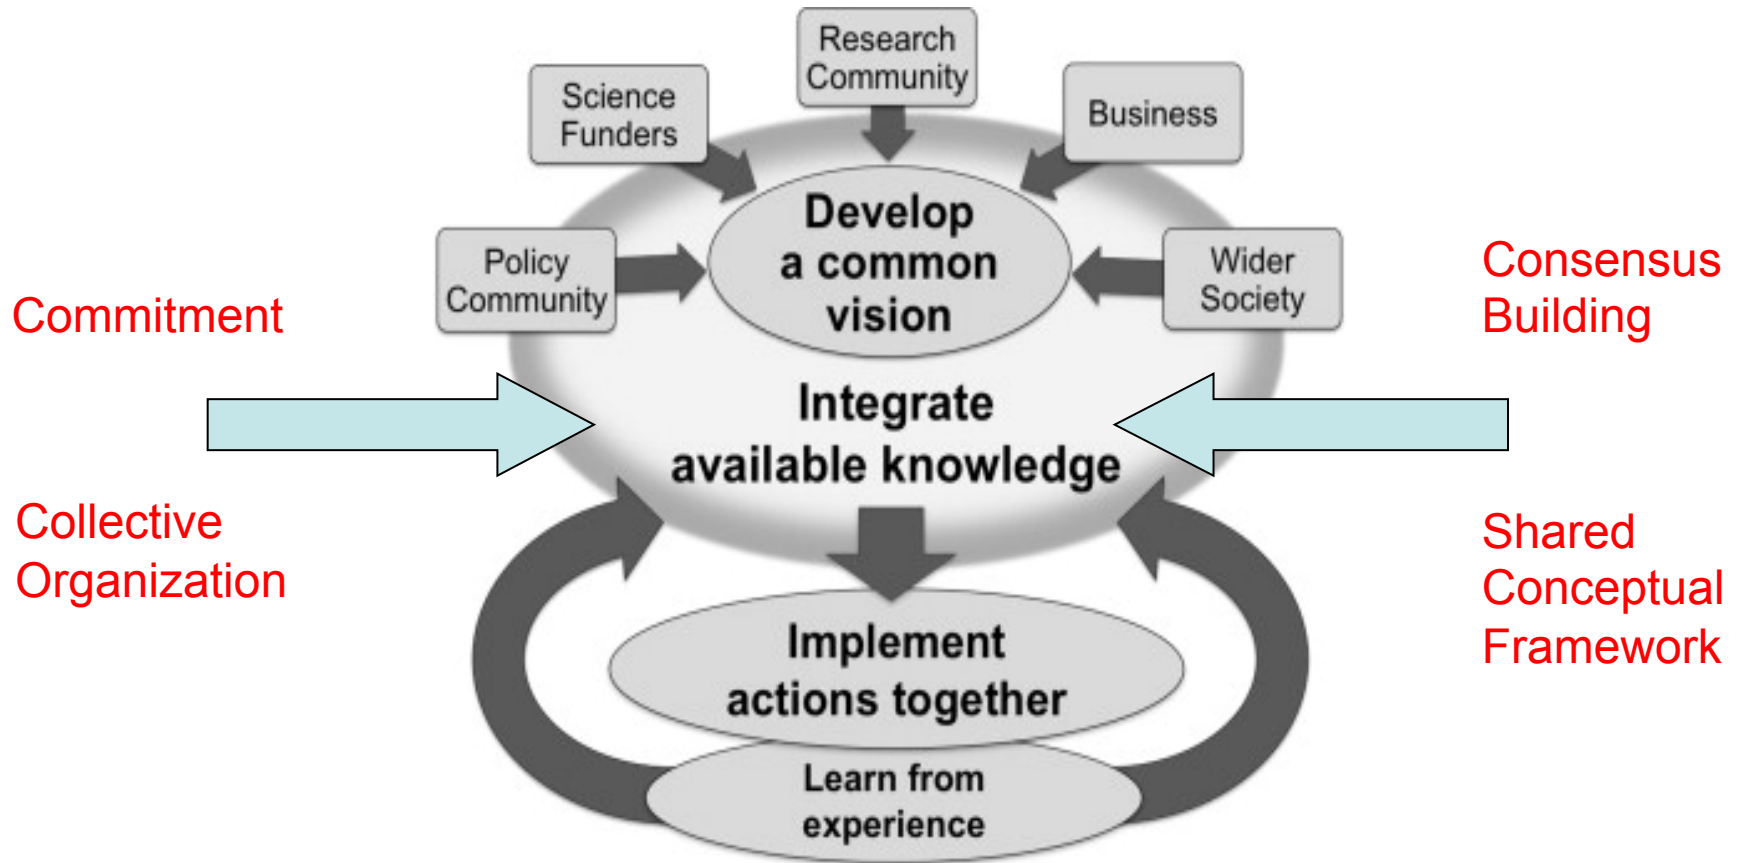 Research
Community
Science
Funders
Business
Policy
Community
Develop
a common
vision
Wider
Society
Commitment
Consensus
Building
Integrate
available knowledge
Collective
Organization
Shared
Conceptual
Framework
Implement
actions together
Learn from
experience